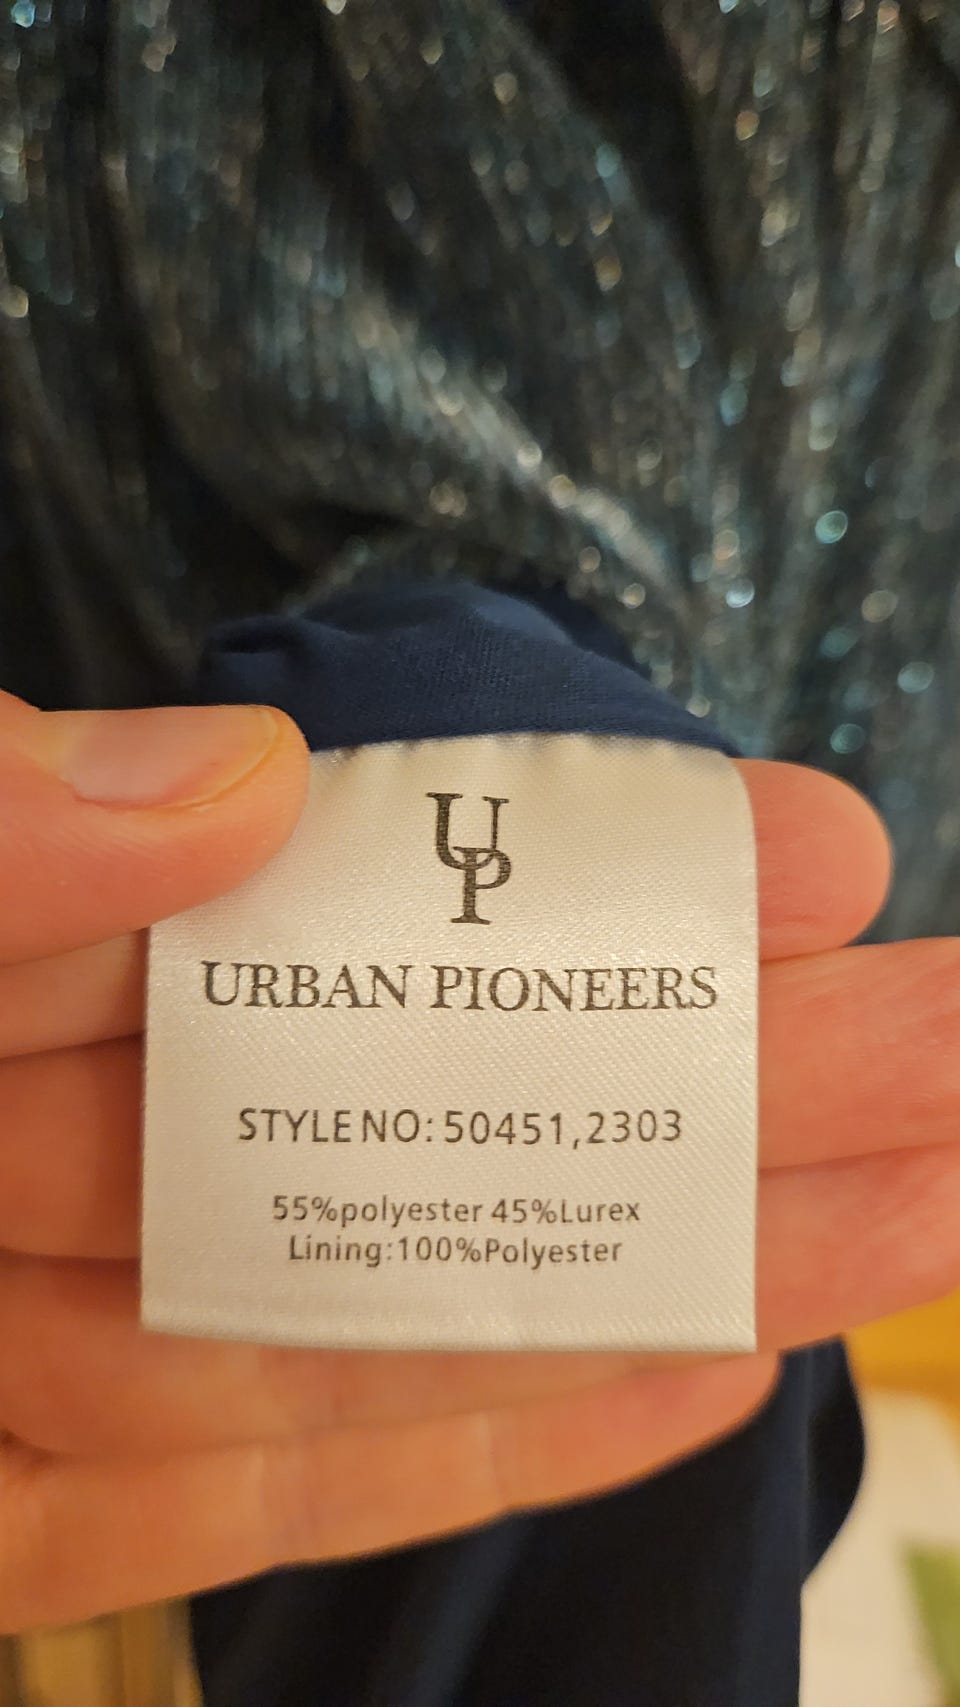 UP
URBAN PIONEERS
STYLE NO: 50451,2303
55%polyester 45%Lurex
Lining:100%Polyester